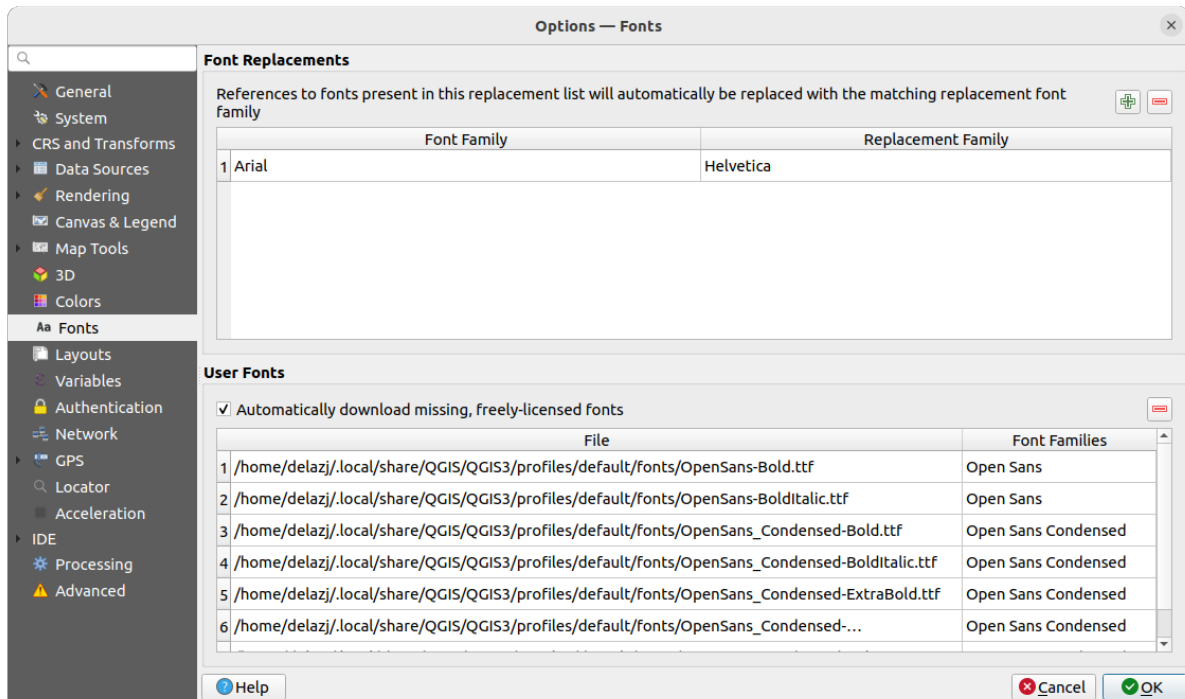 Options — Fonts
General
System
CRS and Transforms
Data Sources
Rendering
Canvas & Legend
Map Tools
3D
Colors
Aa Fonts
Layouts
Variables
Authentication
Network
GPS
Locator
Acceleration
IDE
Processing
Advanced
Font Replacements
References to fonts present in this replacement list will automatically be replaced with the matching replacement font
family
Font Family Replacement Family
1 Arial Helvetica
User Fonts
Automatically download missing, freely-licensed fonts
File Font Families
1 /home/delazj/.local/share/QGIS/QGIS3/profiles/default/fonts/OpenSans-Bold.ttf Open Sans
2 /home/delazj/.local/share/QGIS/QGIS3/profiles/default/fonts/OpenSans-BoldItalic.ttf Open Sans
3 /home/delazj/.local/share/QGIS/QGIS3/profiles/default/fonts/OpenSans_Condensed-Bold.ttf Open Sans Condensed
4 /home/delazj/.local/share/QGIS/QGIS3/profiles/default/fonts/OpenSans_Condensed-BoldItalic.ttf Open Sans Condensed
5 /home/delazj/.local/share/QGIS/QGIS3/profiles/default/fonts/OpenSans_Condensed-ExtraBold.ttf Open Sans Condensed
6 /home/delazj/.local/share/QGIS/QGIS3/profiles/default/fonts/OpenSans_Condensed-... Open Sans Condensed
Help Cancel OK